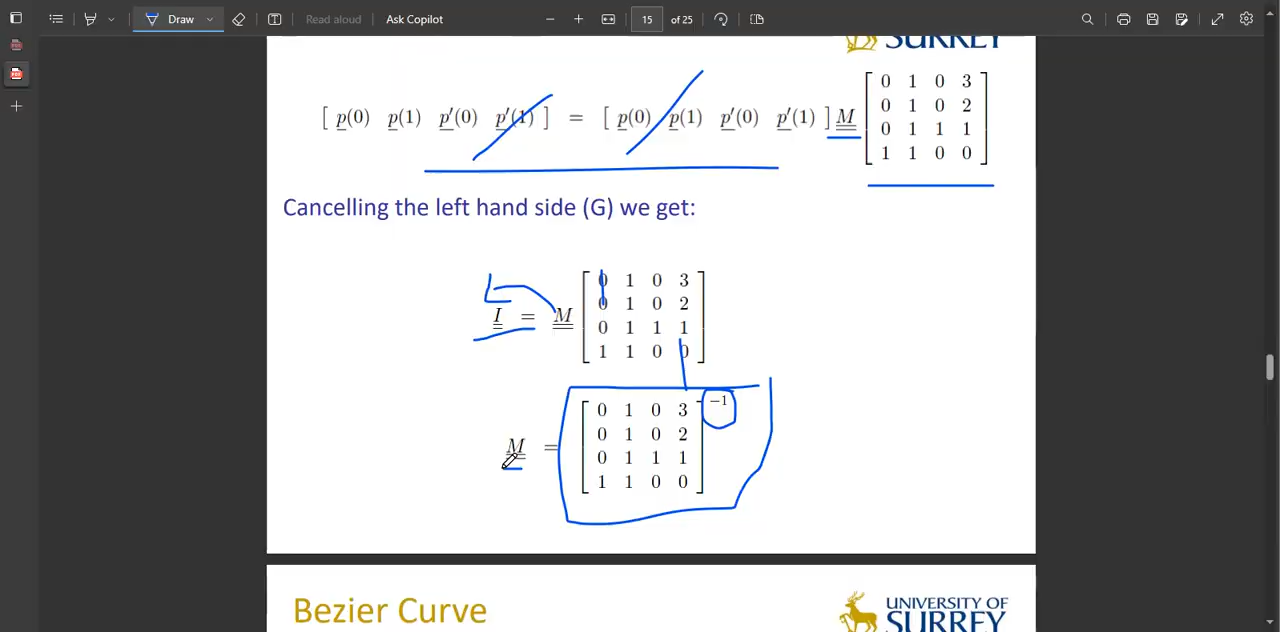 Draw
Read aloud
Ask Copilot
15 of 25
SURREY
[ p(0) p(1) p′(0) p′(1) ] = [ p(0) p(1) p′(0) p′(1) ] M
0 1 0 3
0 1 0 2
0 1 1 1
1 1 0 0
Cancelling the left hand side (G) we get:
I = M
0 1 0 3
0 1 0 2
0 1 1 1
1 1 0 0
M =
0 1 0 3
0 1 0 2
0 1 1 1
1 1 0 0
−1
Bezier Curve
UNIVERSITY OF
SURREY